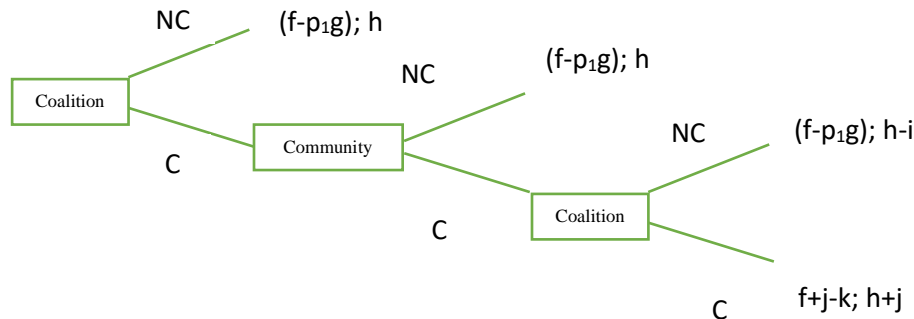 NC
(f-p₁g); h
NC
(f-p₁g); h
Coalition
Community
C
NC
(f-p₁g); h-i
Coalition
C
C
f+j-k; h+j